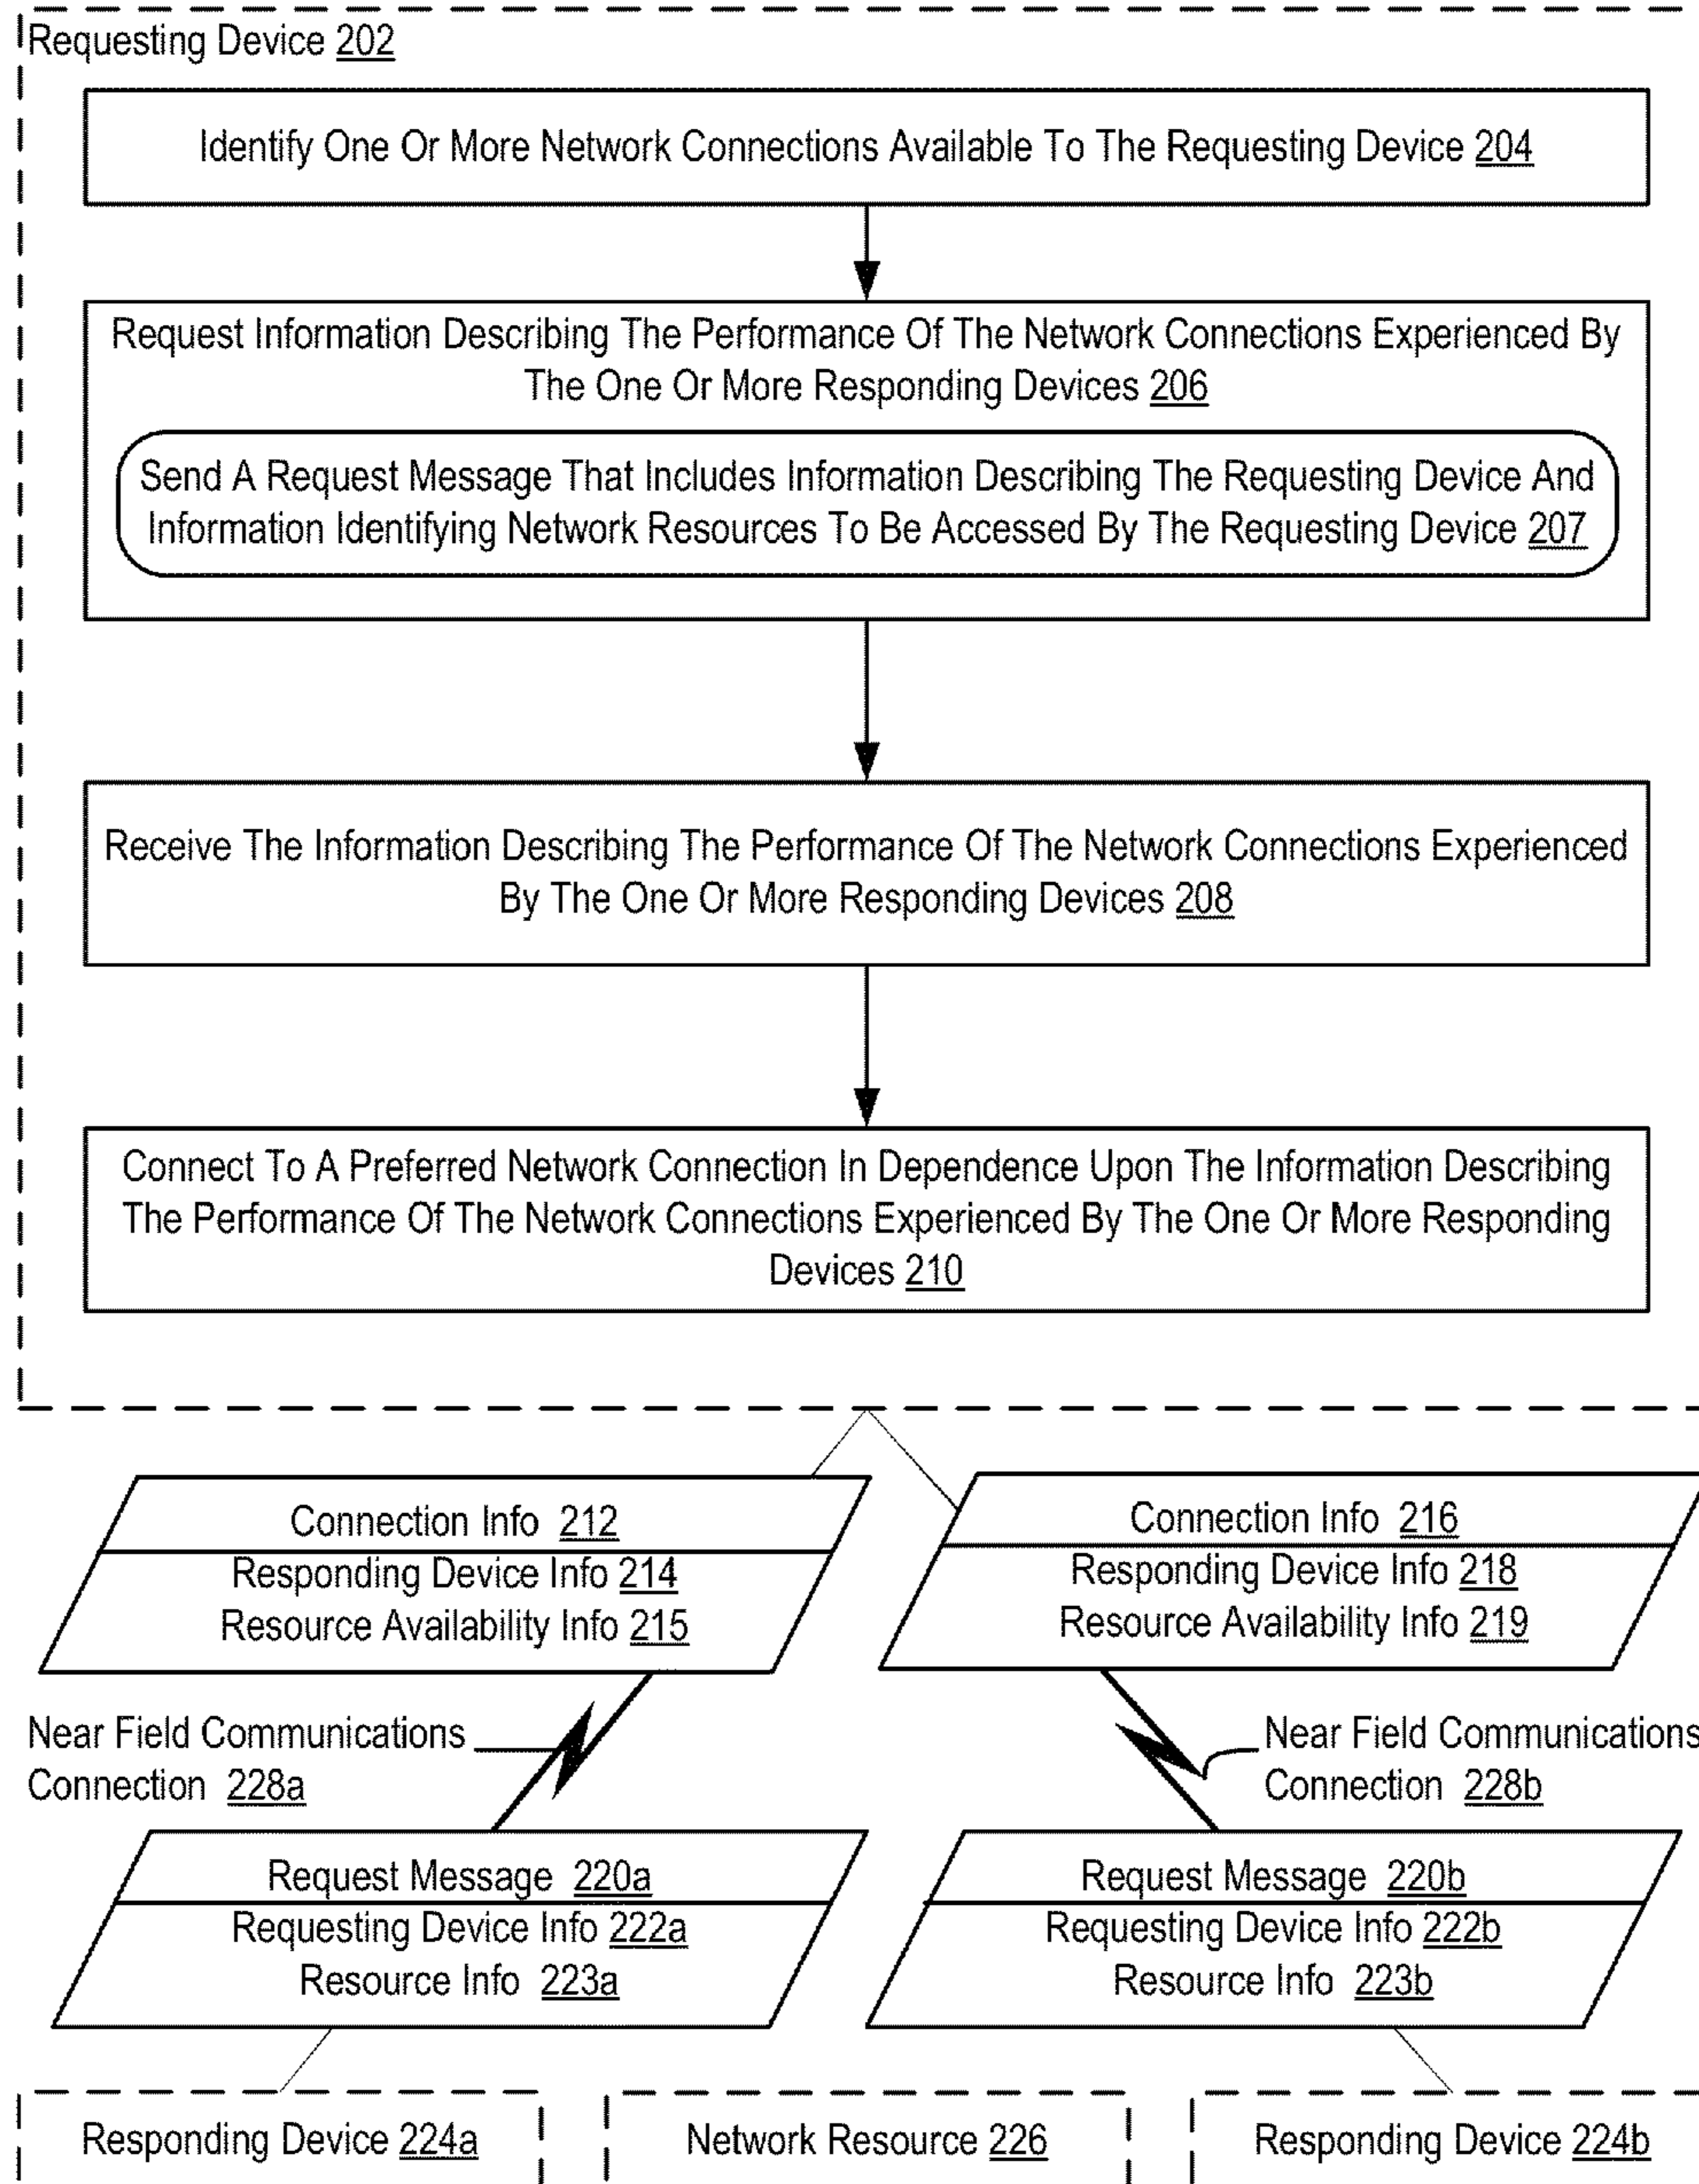 Requesting Device 202
Identify One Or More Network Connections Available To The Requesting Device 204
Request Information Describing The Performance Of The Network Connections Experienced By
The One Or More Responding Devices 206
Send A Request Message That Includes Information Describing The Requesting Device And
Information Identifying Network Resources To Be Accessed By The Requesting Device 207
Receive The Information Describing The Performance Of The Network Connections Experienced
By The One Or More Responding Devices 208
Connect To A Preferred Network Connection In Dependence Upon The Information Describing
The Performance Of The Network Connections Experienced By The One Or More Responding
Devices 210
Connection Info 212
Responding Device Info 214
Resource Availability Info 215
Connection Info 216
Responding Device Info 218
Resource Availability Info 219
Near Field Communications
Connection 228a
Near Field Communications
Connection 228b
Request Message 220a
Requesting Device Info 222a
Resource Info 223a
Request Message 220b
Requesting Device Info 222b
Resource Info 223b
Responding Device 224a
Network Resource 226
Responding Device 224b